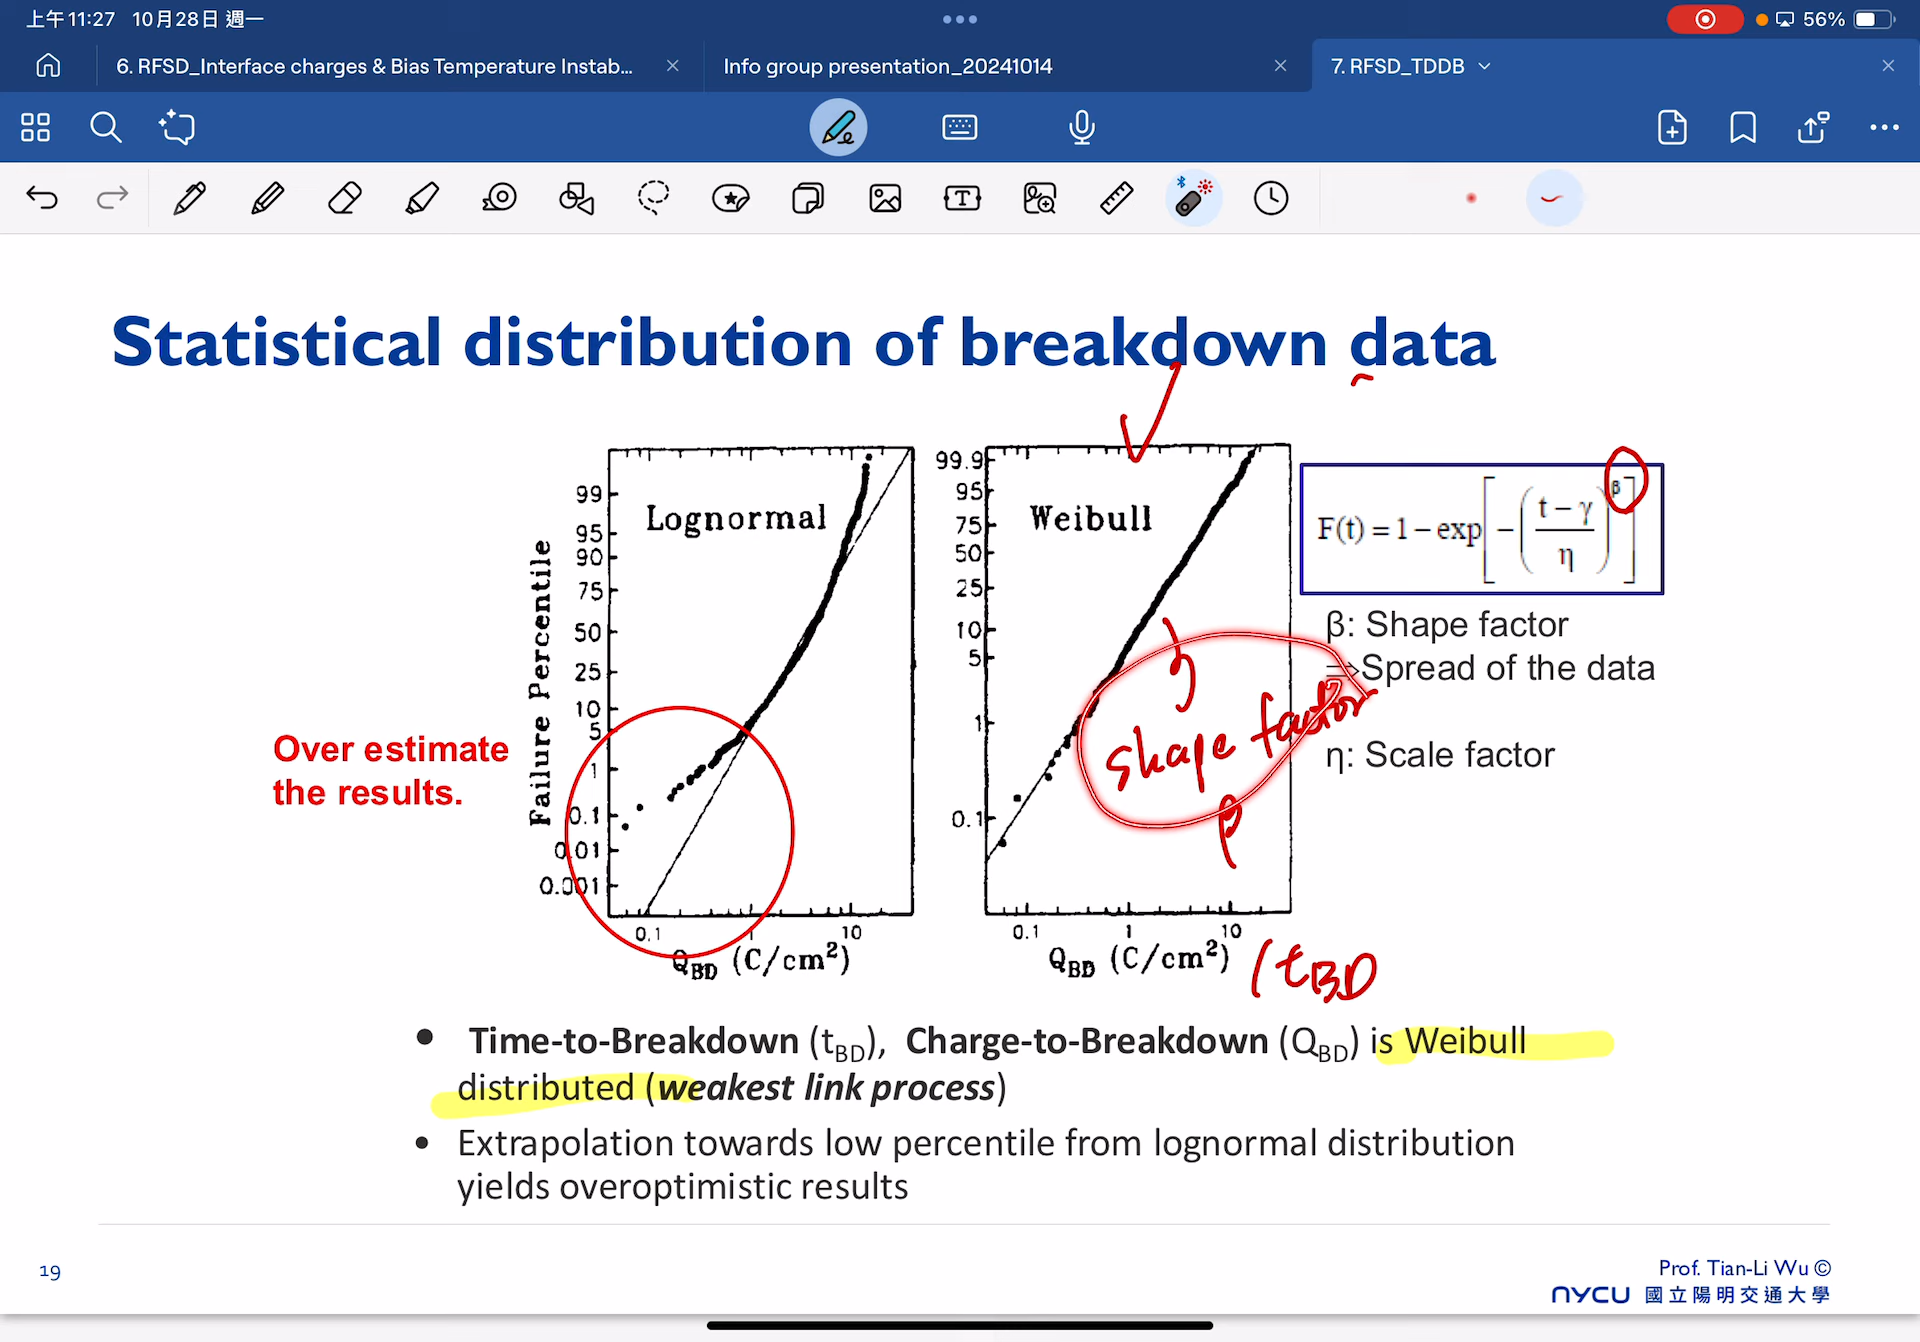 上午11:27 10月28日 週一
56%
6. RFSD_Interface charges & Bias Temperature Instab...
Info group presentation_20241014
7. RFSD_TDDB
Statistical distribution of breakdown data
Over estimate
the results.
Failure Percentile
99
95
90
75
50
25
10
5
1
0.1
0.01
0.001
Lognormal
0.1 1 10
QBD (C/cm²)
99.9
95
75
50
25
10
5
1
0.1
Weibull
shape factor
β
0.1 1 10
QBD (C/cm²) / tBD
F(t) = 1 − exp[−((t − γ)/η)^β]
β: Shape factor
⇒Spread of the data
η: Scale factor
• Time-to-Breakdown (tBD), Charge-to-Breakdown (QBD) is Weibull
distributed (weakest link process)
• Extrapolation towards low percentile from lognormal distribution
yields overoptimistic results
19
Prof. Tian-Li Wu ©
NYCU 國立陽明交通大學